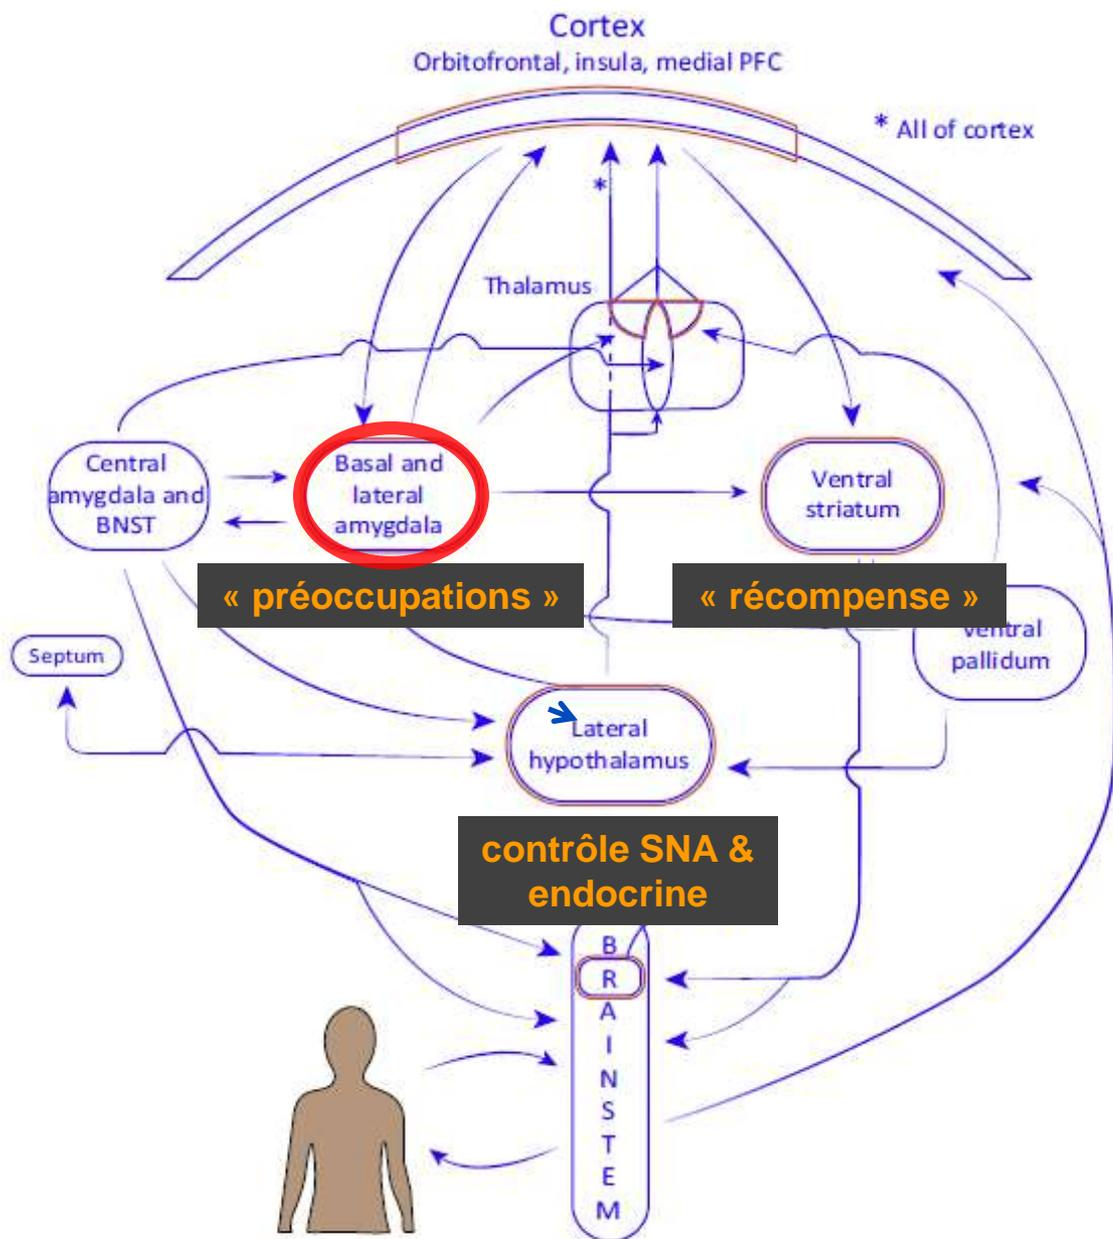 Cortex
Orbitofrontal, insula, medial PFC
* All of cortex
*
Thalamus
Central
amygdala and
BNST
Basal and
lateral
amygdala
Ventral
striatum
« préoccupations »
« récompense »
Septum
Ventral
pallidum
Lateral
hypothalamus
contrôle SNA &
endocrine
B
R
A
I
N
S
T
E
M